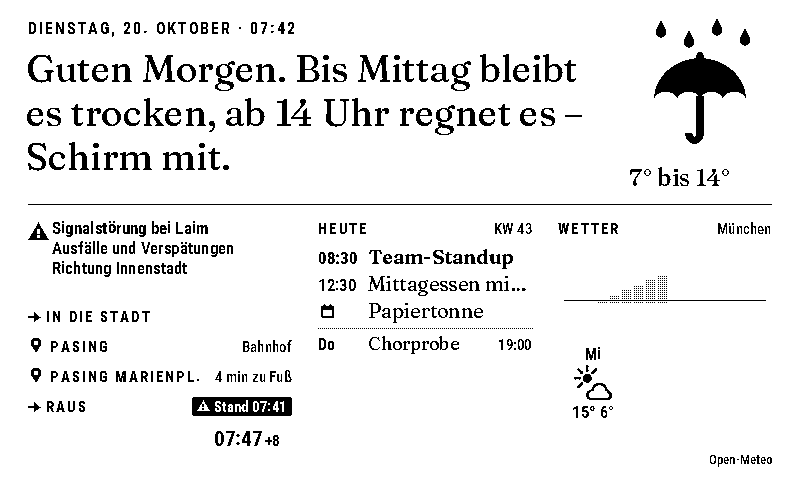 DIENSTAG, 20. OKTOBER · 07:42
Guten Morgen. Bis Mittag bleibt
es trocken, ab 14 Uhr regnet es –
Schirm mit.
7° bis 14°
Signalstörung bei Laim
Ausfälle und Verspätungen
Richtung Innenstadt
→ IN DIE STADT
PASING Bahnhof
PASING MARIENPL. 4 min zu Fuß
→ RAUS Stand 07:41
07:47 +8
HEUTE KW 43
08:30 Team-Standup
12:30 Mittagessen mi...
Papiertonne
Do Chorprobe 19:00
WETTER München
Mi
15° 6°
Open-Meteo